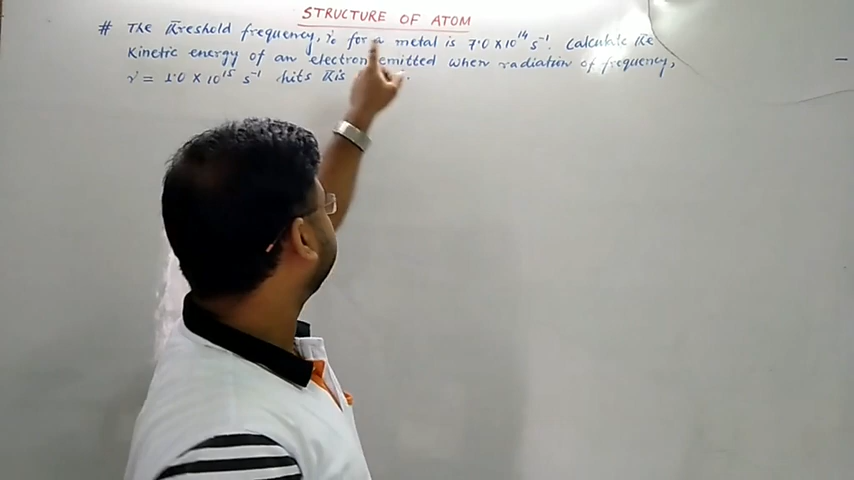 STRUCTURE OF ATOM
# The threshold frequency, ν₀ for a metal is 7.0 × 10¹⁴ s⁻¹. Calculate the
kinetic energy of an electron emitted when radiation of frequency,
ν = 1.0 × 10¹⁵ s⁻¹ hits this